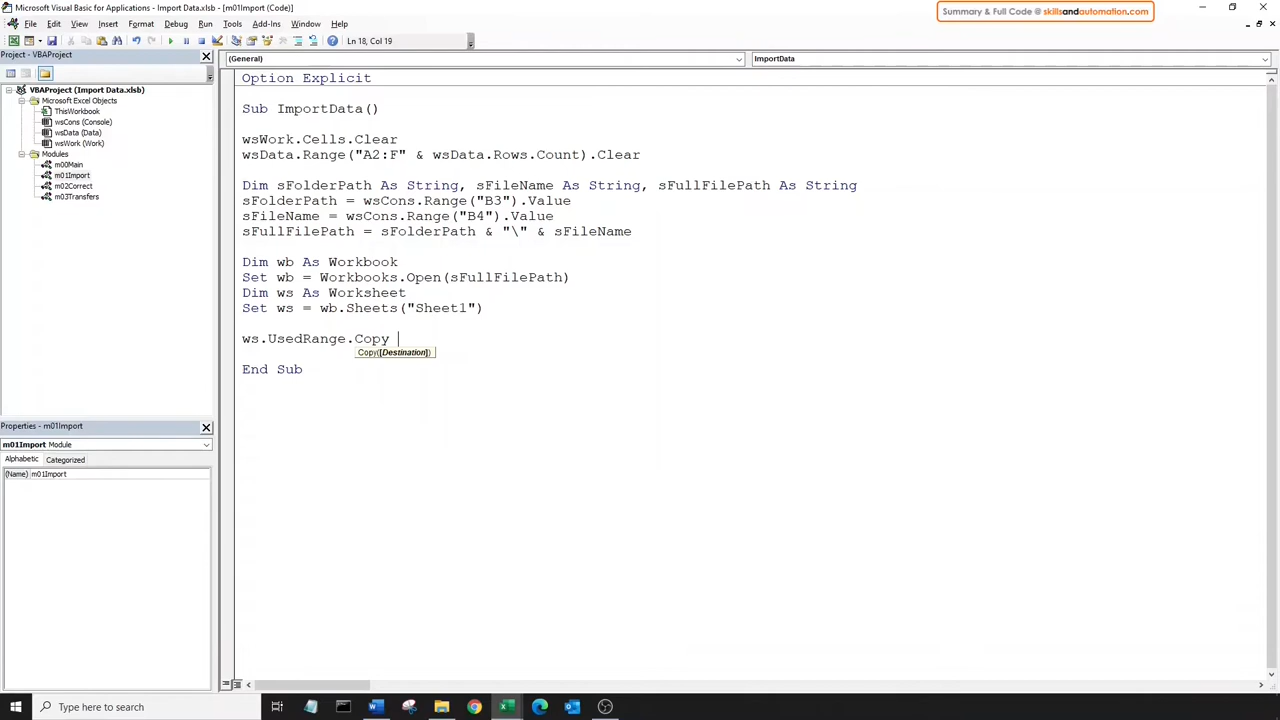 Microsoft Visual Basic for Applications - Import Data.xlsb - [m01Import (Code)]
Summary & Full Code @ skillsandautomation.com
File Edit View Insert Format Debug Run Tools Add-Ins Window Help
Ln 18, Col 19
Project - VBAProject
(General) ImportData
VBAProject (Import Data.xlsb)
Microsoft Excel Objects
ThisWorkbook
wsCons (Console)
wsData (Data)
wsWork (Work)
Modules
m00Main
m01Import
m02Correct
m03Transfers
Option Explicit
Sub ImportData()
wsWork.Cells.Clear
wsData.Range("A2:F" & wsData.Rows.Count).Clear
Dim sFolderPath As String, sFileName As String, sFullFilePath As String
sFolderPath = wsCons.Range("B3").Value
sFileName = wsCons.Range("B4").Value
sFullFilePath = sFolderPath & "\" & sFileName
Dim wb As Workbook
Set wb = Workbooks.Open(sFullFilePath)
Dim ws As Worksheet
Set ws = wb.Sheets("Sheet1")
ws.UsedRange.Copy
Copy([Destination])
End Sub
Properties - m01Import
m01Import Module
Alphabetic Categorized
(Name) m01Import
Type here to search